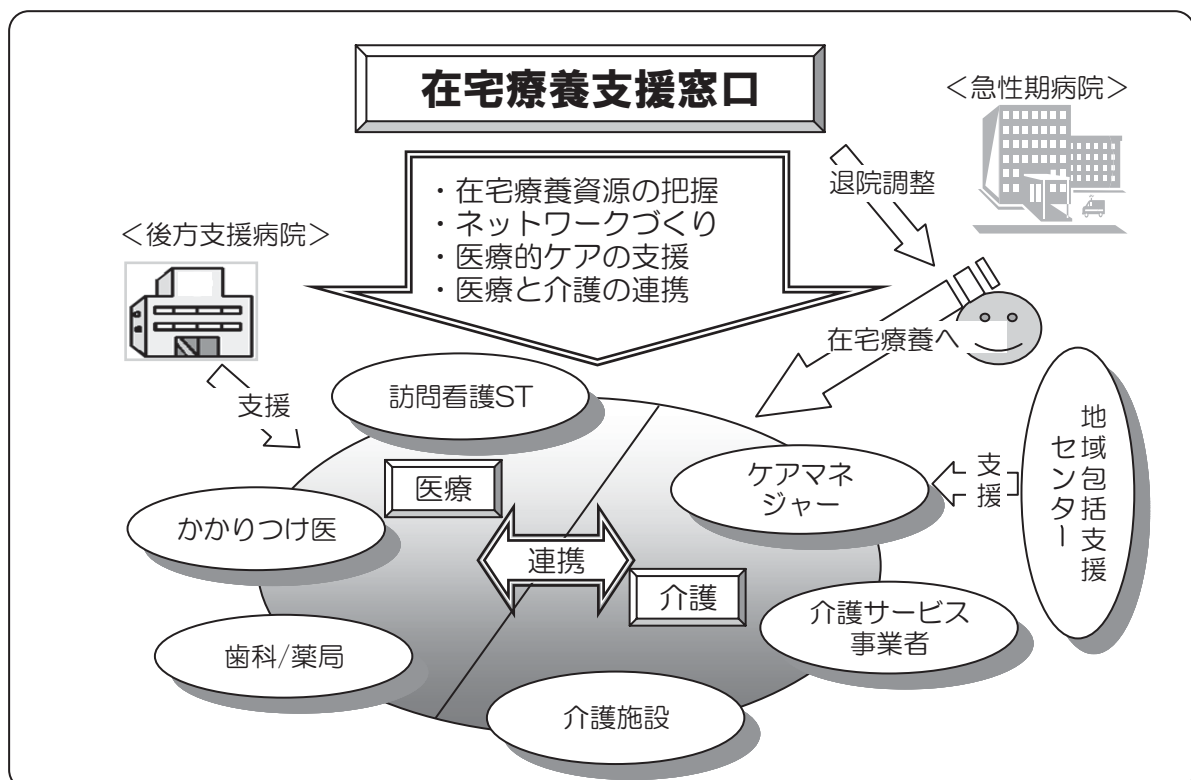 在宅療養支援窓口
<急性期病院>
退院調整
・在宅療養資源の把握
・ネットワークづくり
・医療的ケアの支援
・医療と介護の連携
<後方支援病院>
在宅療養へ
支援
訪問看護ST
医療
ケアマネ
ジャー
支援
地域包括支援
センター
かかりつけ医
連携
介護
介護サービス
事業者
歯科/薬局
介護施設